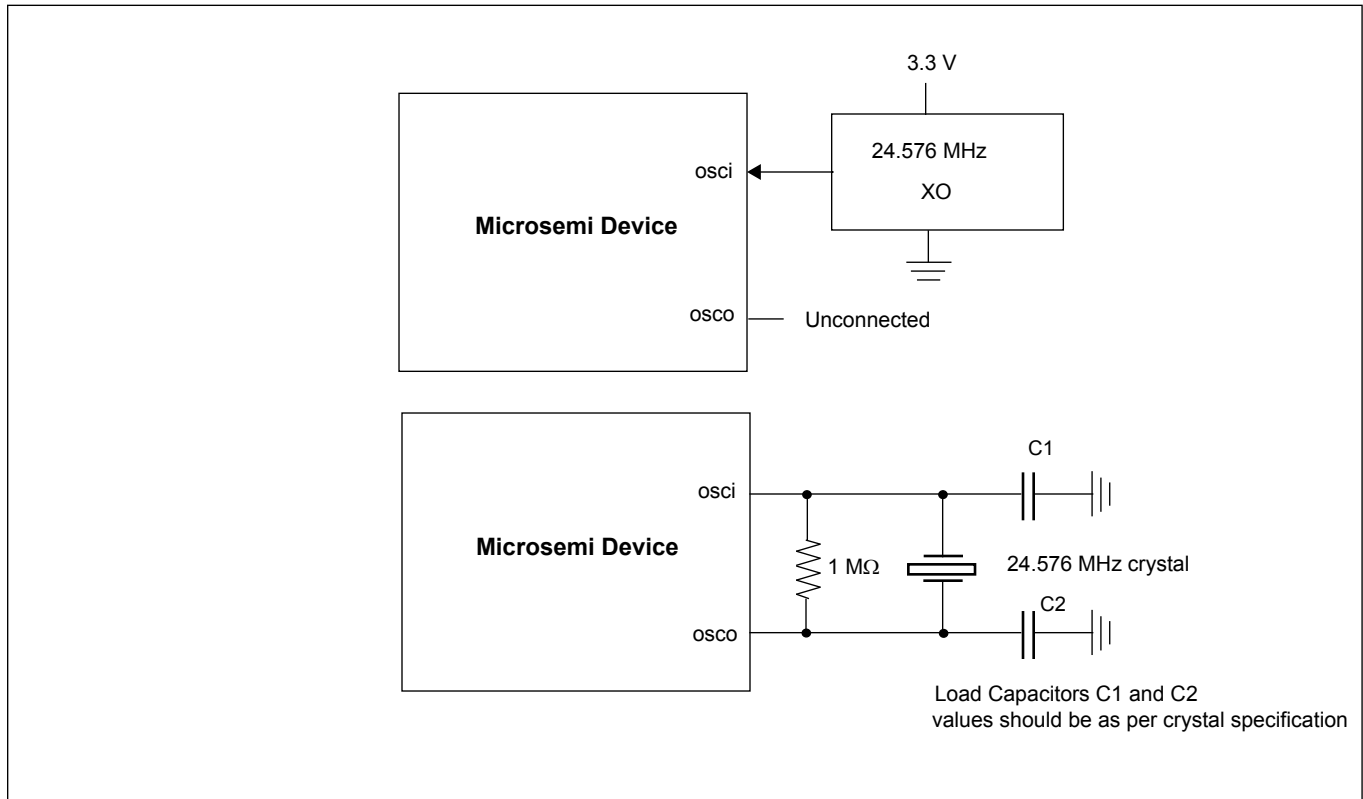 3.3 V
24.576 MHz
XO
osci
Microsemi Device
osco
Unconnected
C1
osci
Microsemi Device
1 MΩ
24.576 MHz crystal
C2
osco
Load Capacitors C1 and C2
values should be as per crystal specification